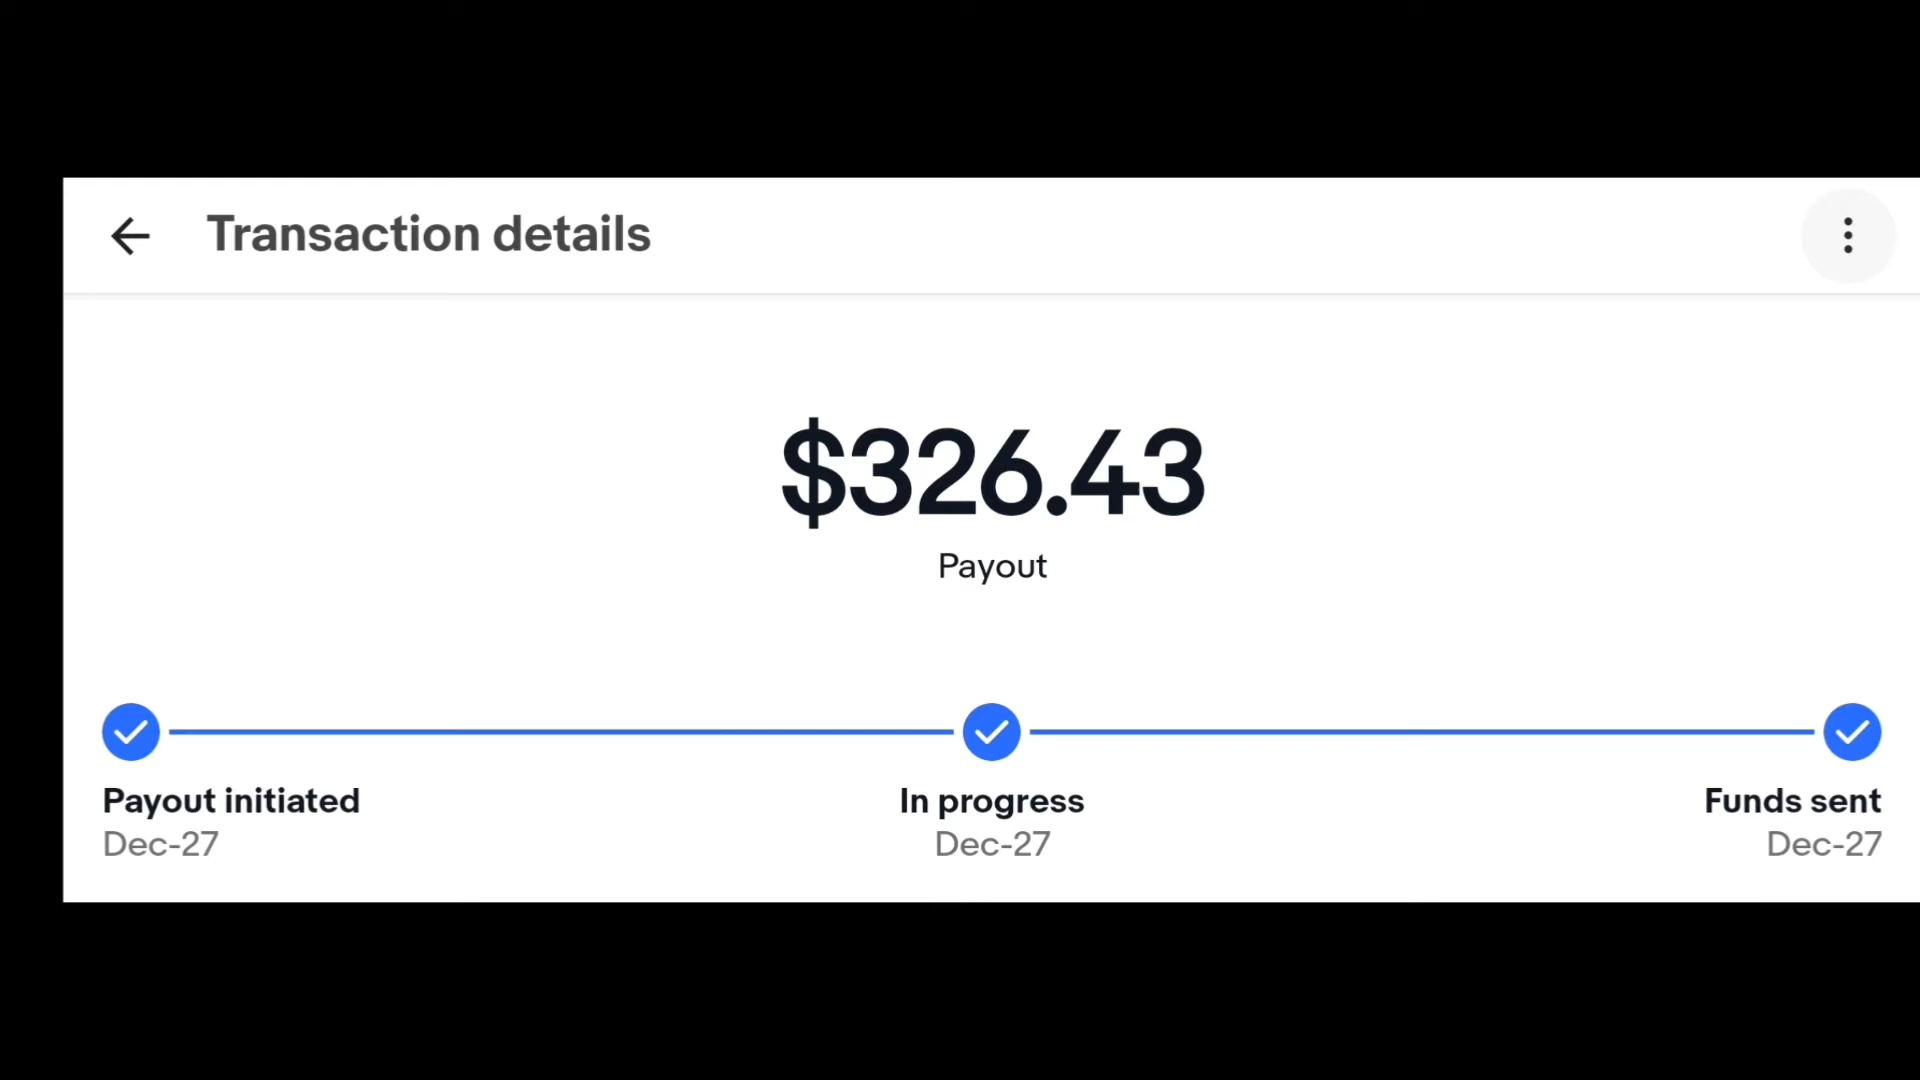 Transaction details
$326.43
Payout
Payout initiated
Dec-27
In progress
Dec-27
Funds sent
Dec-27